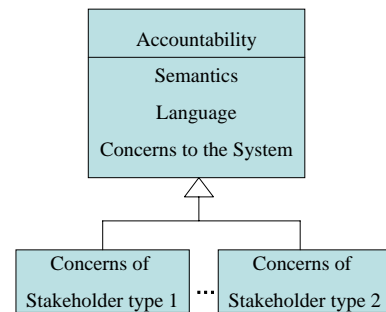 Accountability
Semantics
Language
Concerns to the System
Concerns of
Stakeholder type 1
...
Concerns of
Stakeholder type 2